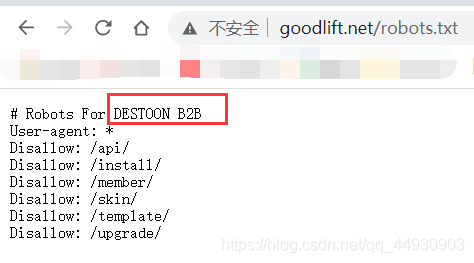 不安全 | goodlift.net/robots.txt
# Robots For DESTOON B2B
User-agent: *
Disallow: /api/
Disallow: /install/
Disallow: /member/
Disallow: /skin/
Disallow: /template/
Disallow: /upgrade/
https://blog.csdn.net/qq_44930903